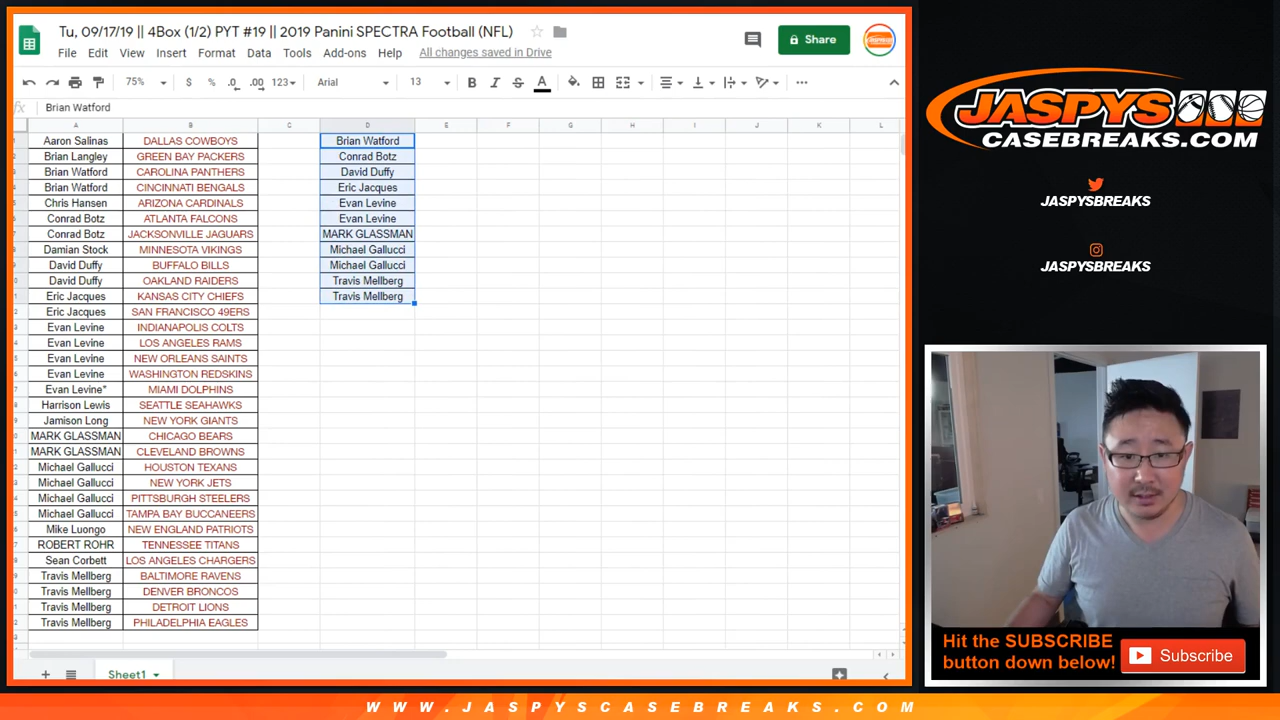 Tu, 09/17/19 || 4Box (1/2) PYT #19 || 2019 Panini SPECTRA Football (NFL)
File Edit View Insert Format Data Tools Add-ons Help All changes saved in Drive
Share
75% $ % .0 .00 123 Arial 13 B I S A
fx Brian Watford
A B C D E F G H I J K L
Aaron Salinas DALLAS COWBOYS Brian Watford
Brian Langley GREEN BAY PACKERS Conrad Botz
Brian Watford CAROLINA PANTHERS David Duffy
Brian Watford CINCINNATI BENGALS Eric Jacques
Chris Hansen ARIZONA CARDINALS Evan Levine
Conrad Botz ATLANTA FALCONS Evan Levine
Conrad Botz JACKSONVILLE JAGUARS MARK GLASSMAN
Damian Stock MINNESOTA VIKINGS Michael Gallucci
David Duffy BUFFALO BILLS Michael Gallucci
David Duffy OAKLAND RAIDERS Travis Mellberg
Eric Jacques KANSAS CITY CHIEFS Travis Mellberg
Eric Jacques SAN FRANCISCO 49ERS
Evan Levine INDIANAPOLIS COLTS
Evan Levine LOS ANGELES RAMS
Evan Levine NEW ORLEANS SAINTS
Evan Levine WASHINGTON REDSKINS
Evan Levine* MIAMI DOLPHINS
Harrison Lewis SEATTLE SEAHAWKS
Jamison Long NEW YORK GIANTS
MARK GLASSMAN CHICAGO BEARS
MARK GLASSMAN CLEVELAND BROWNS
Michael Gallucci HOUSTON TEXANS
Michael Gallucci NEW YORK JETS
Michael Gallucci PITTSBURGH STEELERS
Michael Gallucci TAMPA BAY BUCCANEERS
Mike Luongo NEW ENGLAND PATRIOTS
ROBERT ROHR TENNESSEE TITANS
Sean Corbett LOS ANGELES CHARGERS
Travis Mellberg BALTIMORE RAVENS
Travis Mellberg DENVER BRONCOS
Travis Mellberg DETROIT LIONS
Travis Mellberg PHILADELPHIA EAGLES
Sheet1
JASPYS
CASEBREAKS.COM
JASPYSBREAKS
JASPYSBREAKS
Hit the SUBSCRIBE
button down below!
Subscribe
WWW.JASPYSCASEBREAKS.COM